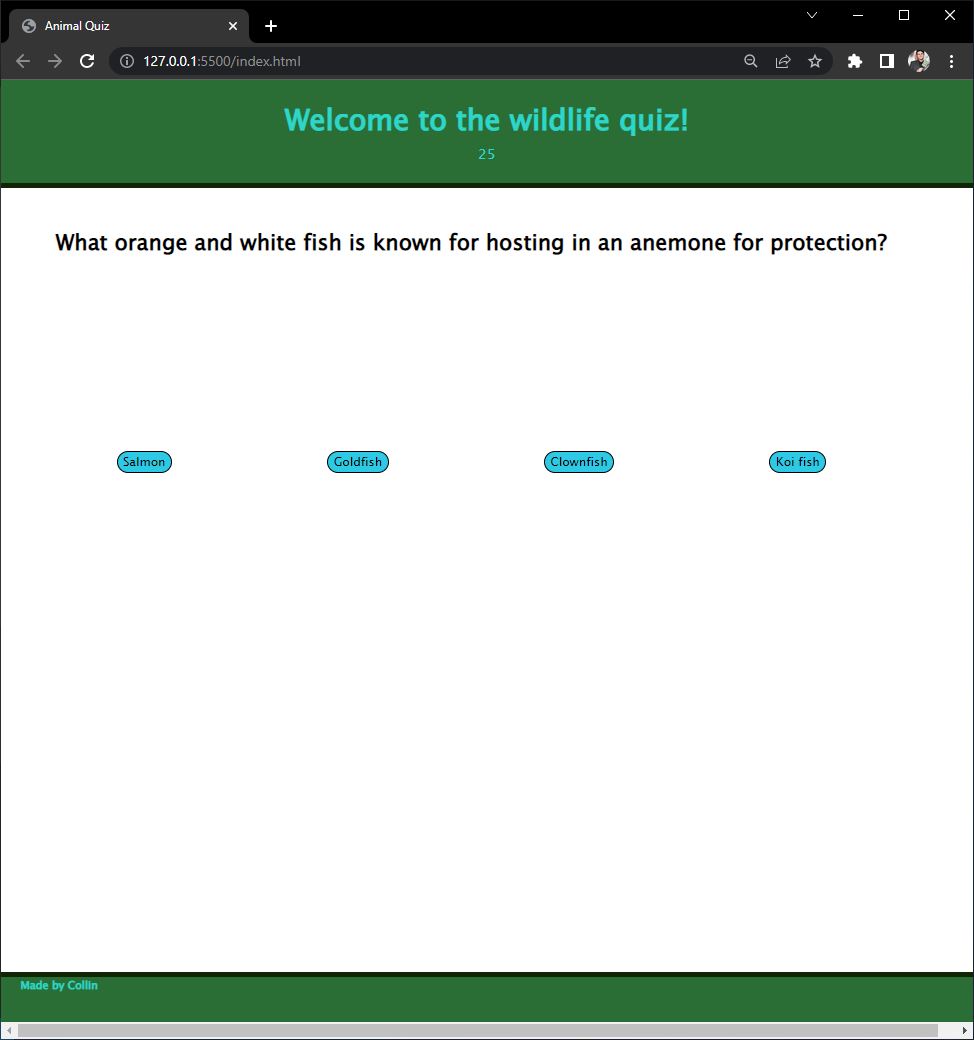 Animal Quiz
127.0.0.1:5500/index.html
Welcome to the wildlife quiz!
25
What orange and white fish is known for hosting in an anemone for protection?
Salmon Goldfish Clownfish Koi fish
Made by Collin